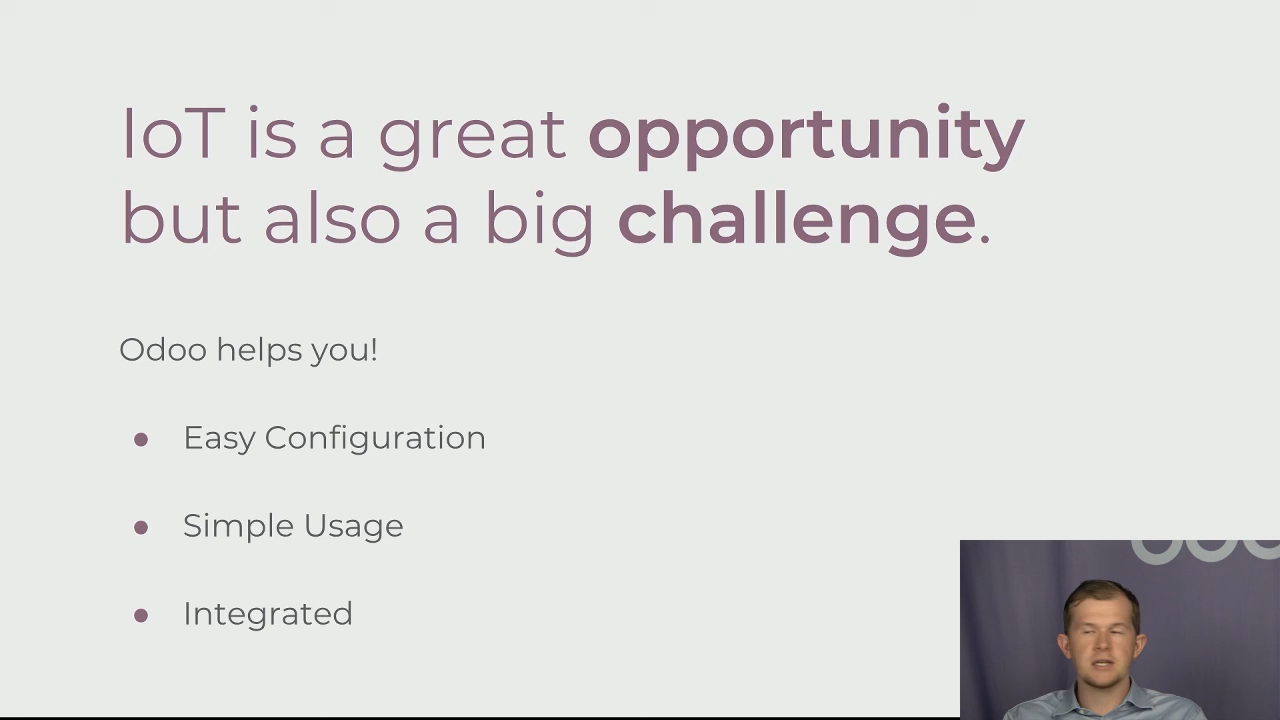 IoT is a great opportunity
but also a big challenge.
Odoo helps you!
● Easy Configuration
● Simple Usage
● Integrated